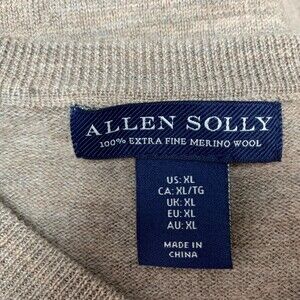 ALLEN SOLLY
100% EXTRA FINE MERINO WOOL
US: XL
CA: XL/TG
UK: XL
EU: XL
AU: XL
MADE IN
CHINA